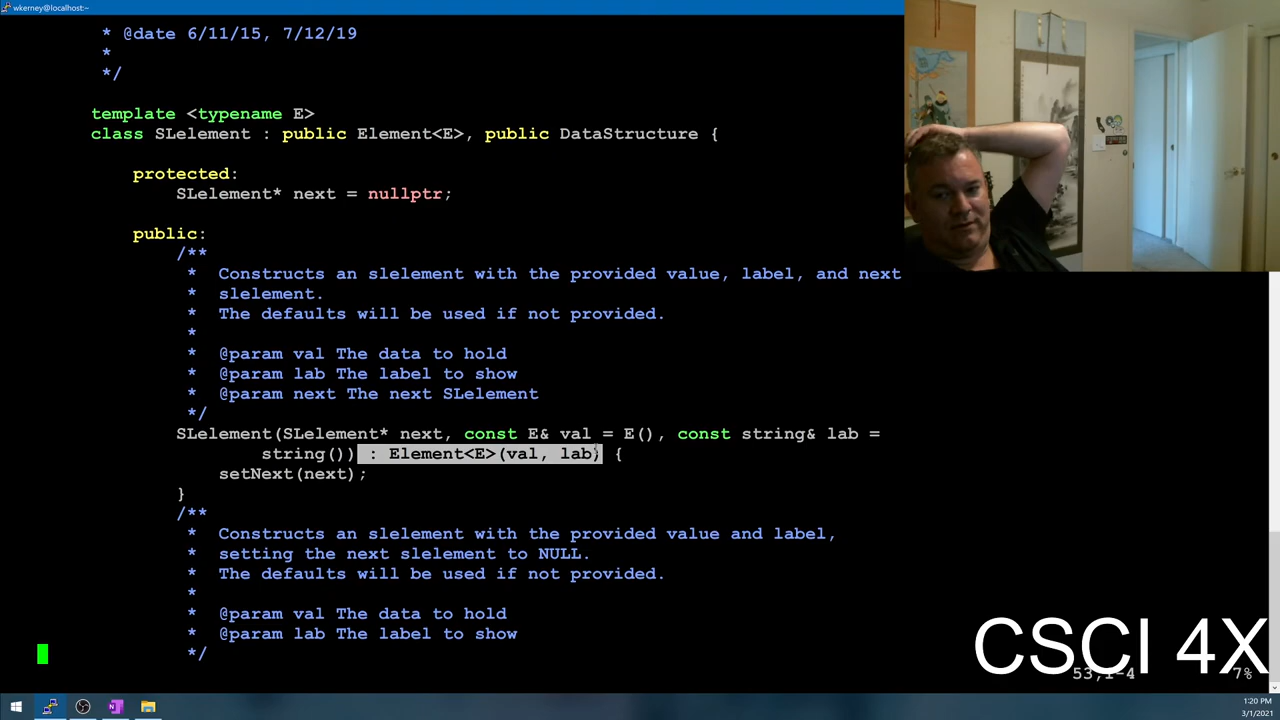 wkerney@localhost:~
* @date 6/11/15, 7/12/19
*
*/
template <typename E>
class SLelement : public Element<E>, public DataStructure {
protected:
SLelement* next = nullptr;
public:
/**
* Constructs an slelement with the provided value, label, and next
* slelement.
* The defaults will be used if not provided.
*
* @param val The data to hold
* @param lab The label to show
* @param next The next SLelement
*/
SLelement(SLelement* next, const E& val = E(), const string& lab =
string()) : Element<E>(val, lab) {
setNext(next);
}
/**
* Constructs an slelement with the provided value and label,
* setting the next slelement to NULL.
* The defaults will be used if not provided.
*
* @param val The data to hold
* @param lab The label to show
*/
CSCI 4X
53,1-4 7%
1:20 PM
3/1/2021